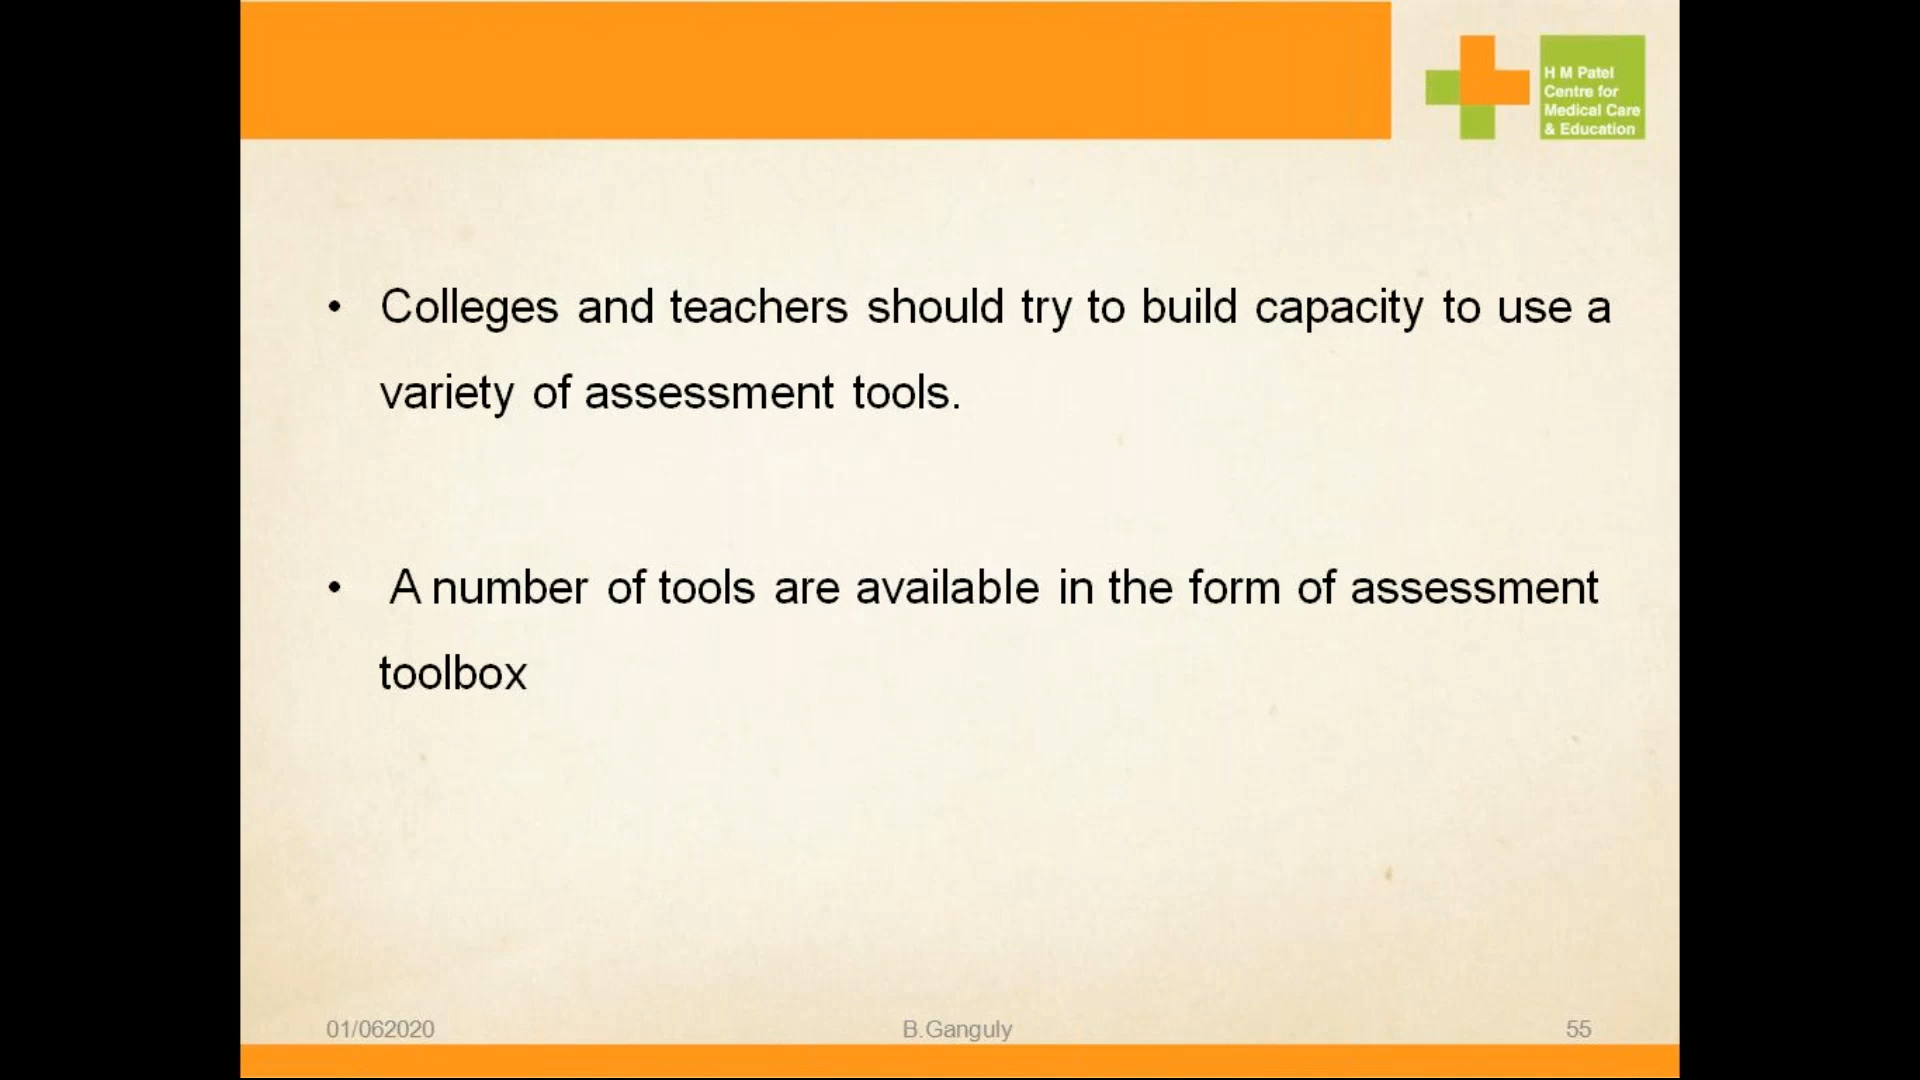 H M Patel
Centre for
Medical Care
& Education
• Colleges and teachers should try to build capacity to use a
variety of assessment tools.
• A number of tools are available in the form of assessment
toolbox
01/062020 B.Ganguly 55